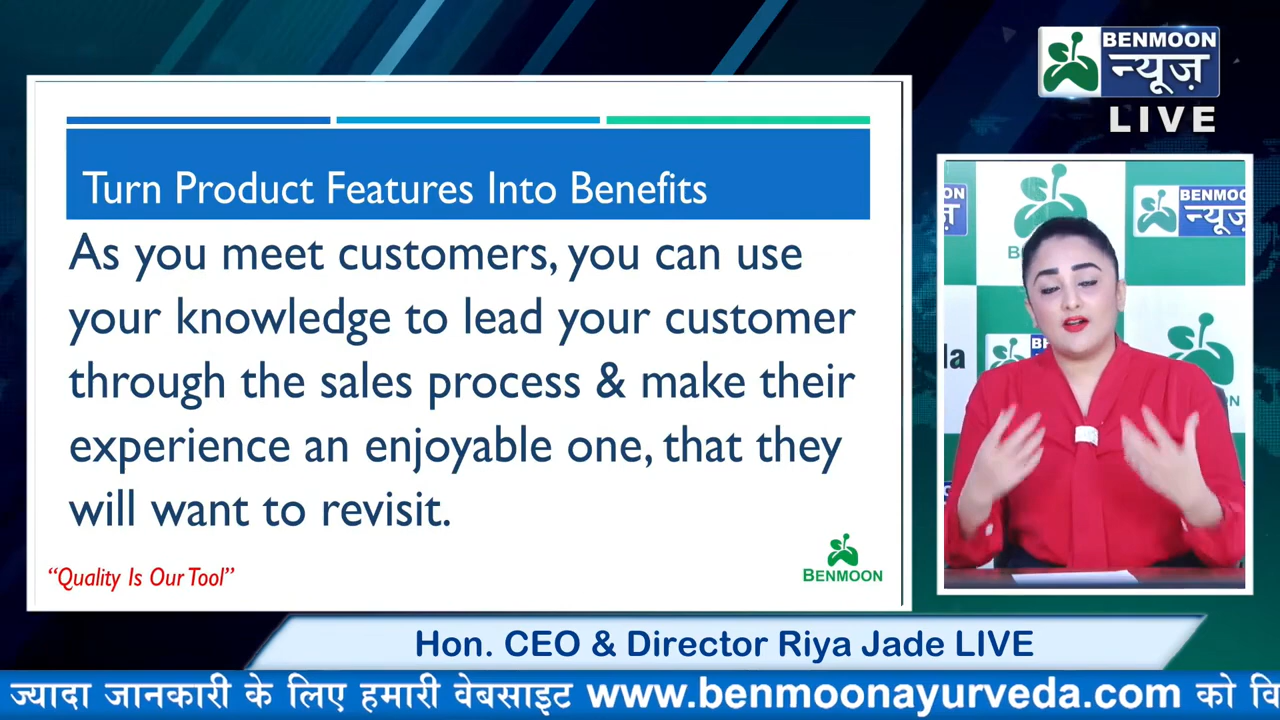 BENMOON
न्यूज़
LIVE
Turn Product Features Into Benefits
As you meet customers, you can use
your knowledge to lead your customer
through the sales process & make their
experience an enjoyable one, that they
will want to revisit.
"Quality Is Our Tool"
BENMOON
BENMOON
न्यूज़
Hon. CEO & Director Riya Jade LIVE
ज्यादा जानकारी के लिए हमारी वेबसाइट www.benmoonayurveda.com को